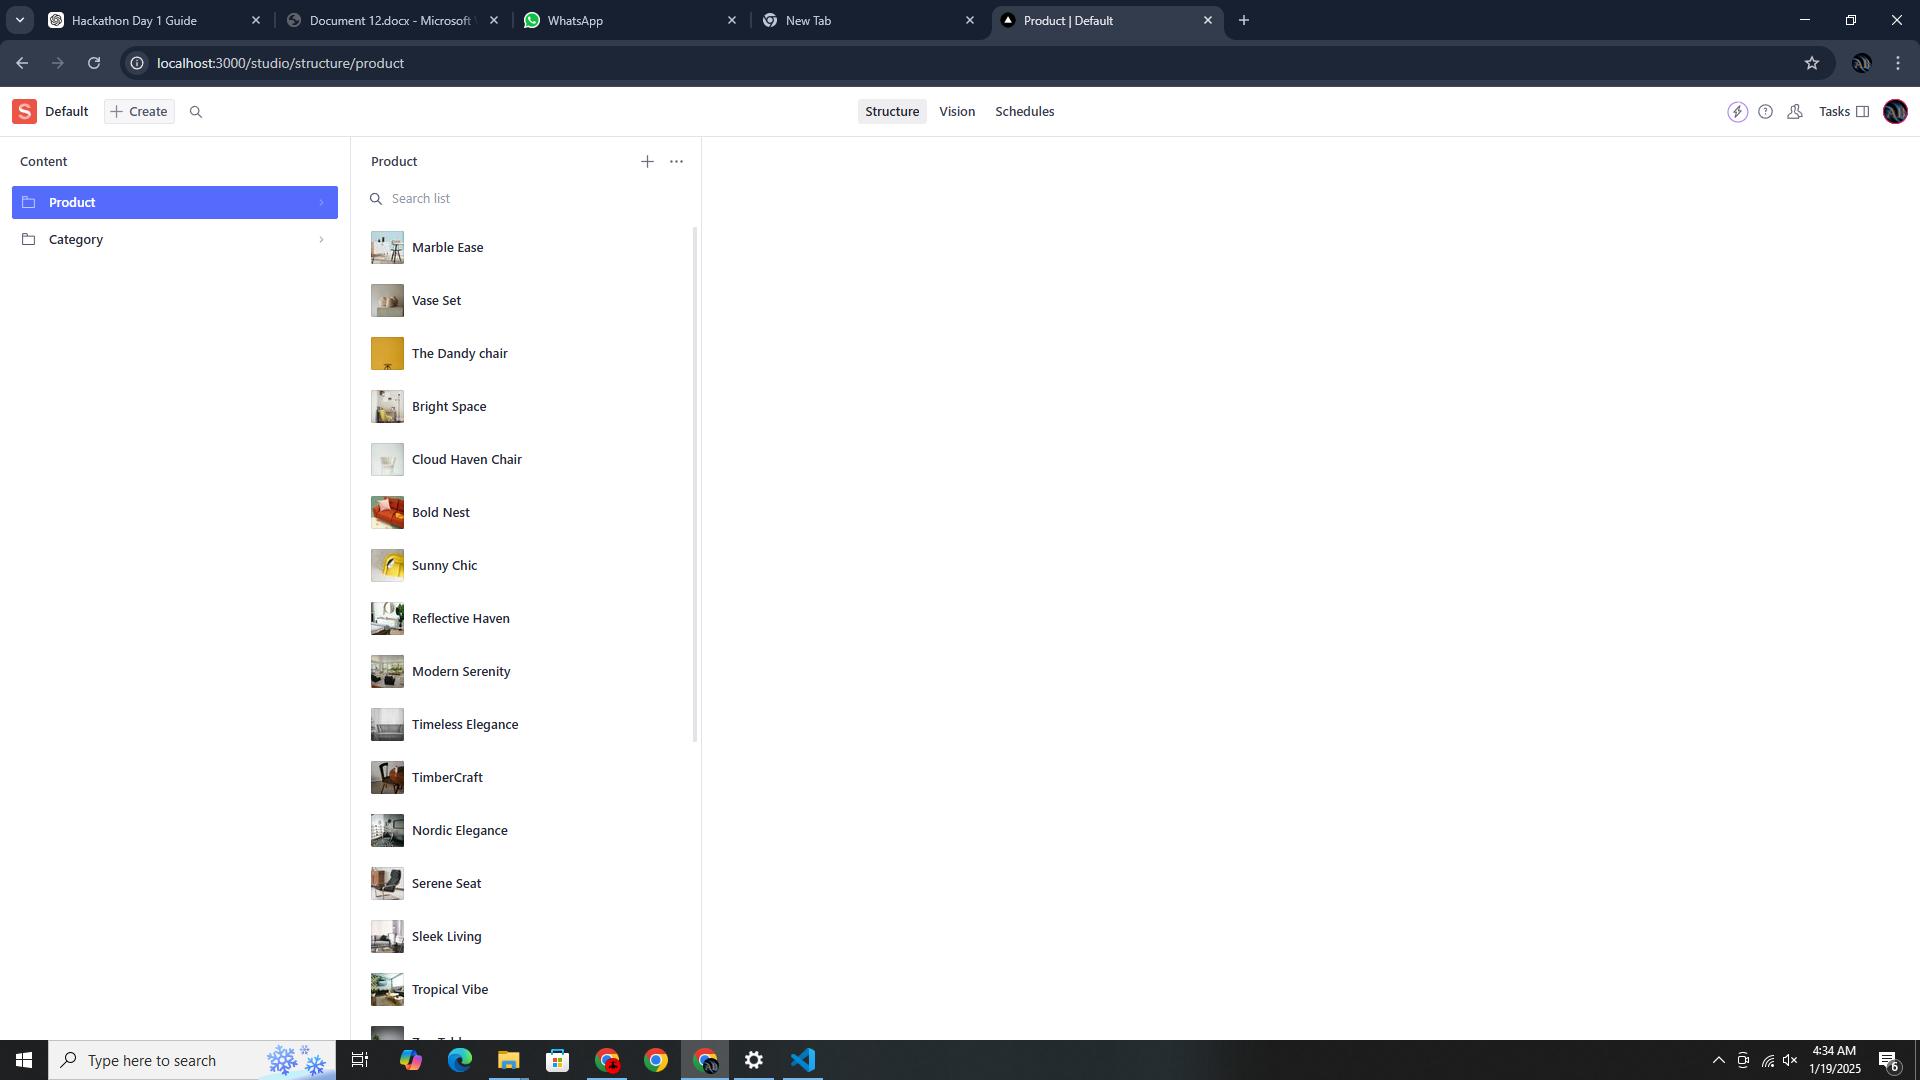 Hackathon Day 1 Guide
Document 12.docx - Microsoft
WhatsApp
New Tab
Product | Default
localhost:3000/studio/structure/product
S
Default
Create
Structure
Vision
Schedules
Tasks
Content
Product
Category
Product
Search list
Marble Ease
Vase Set
The Dandy chair
Bright Space
Cloud Haven Chair
Bold Nest
Sunny Chic
Reflective Haven
Modern Serenity
Timeless Elegance
TimberCraft
Nordic Elegance
Serene Seat
Sleek Living
Tropical Vibe
Type here to search
4:34 AM
1/19/2025
6